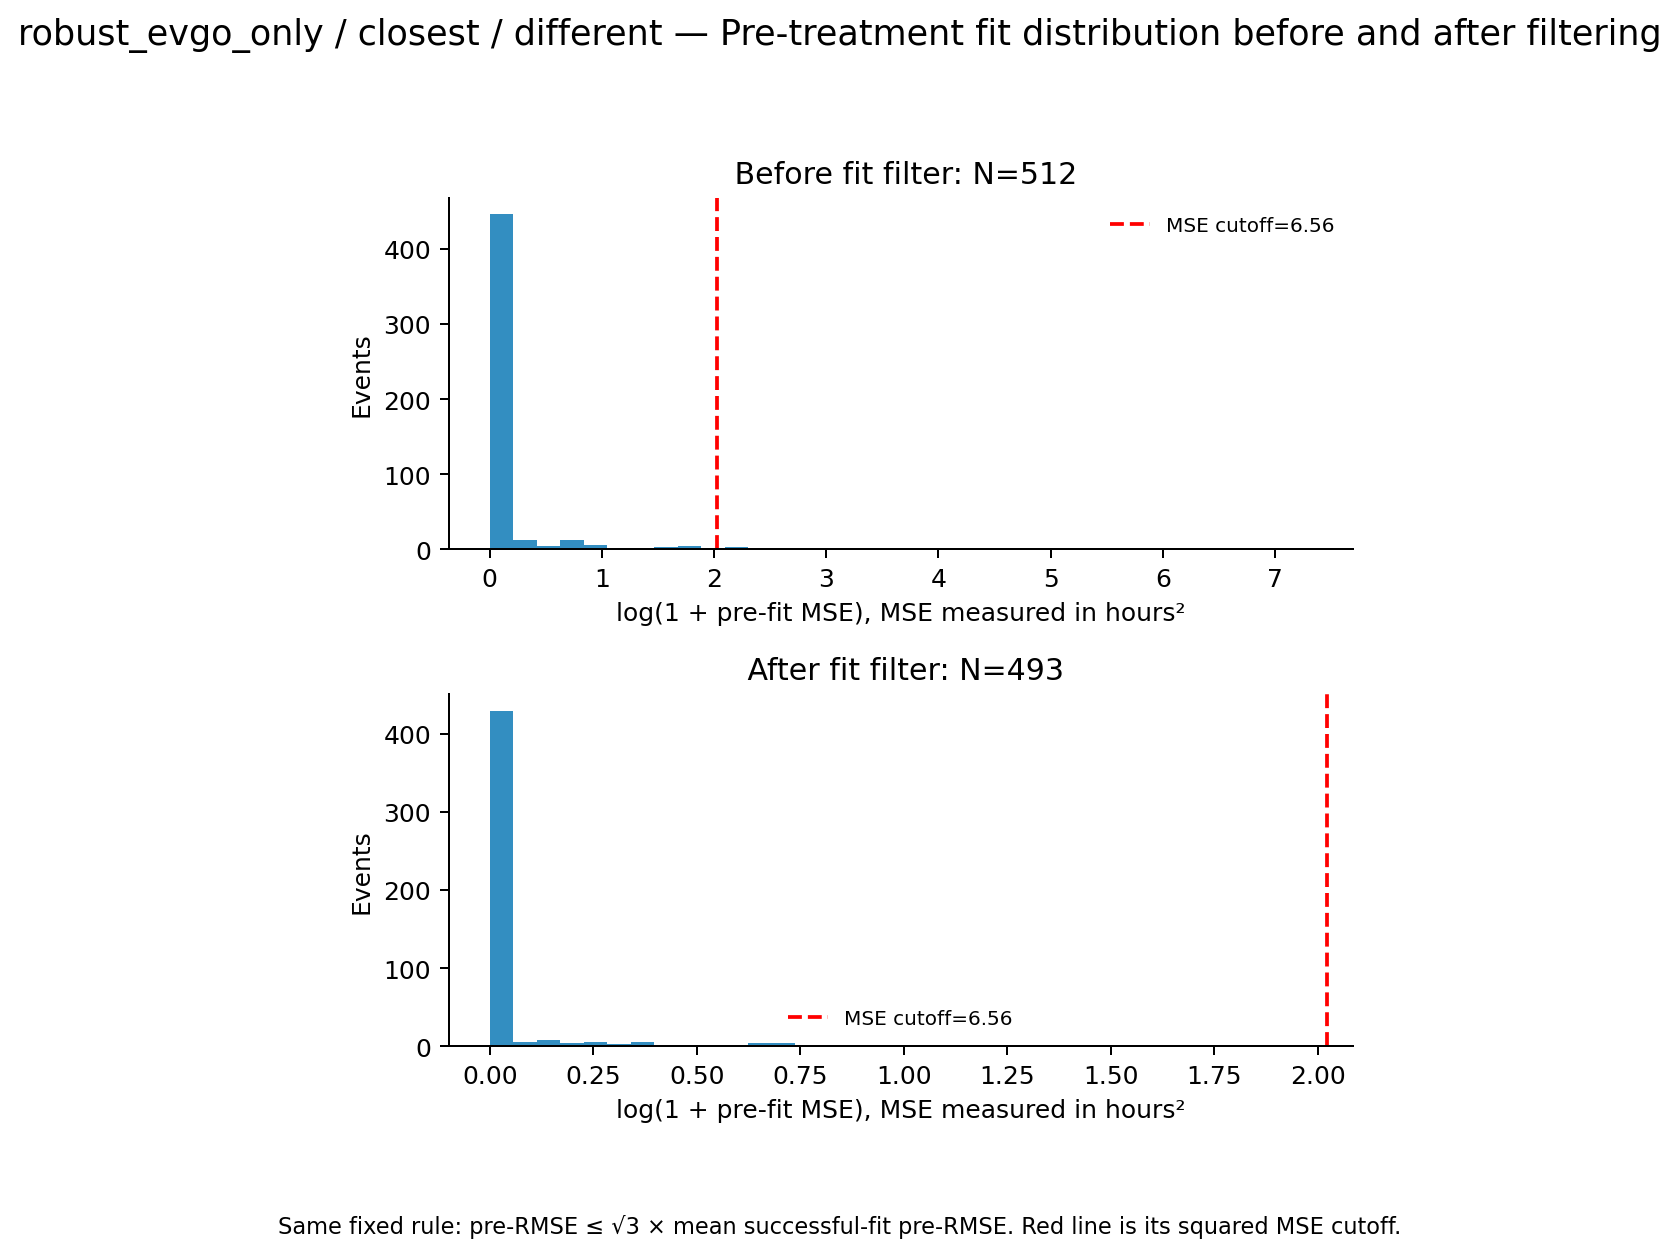 robust_evgo_only / closest / different — Pre-treatment fit distribution before and after filtering
Before fit filter: N=512
MSE cutoff=6.56
Events
400
300
200
100
0
0 1 2 3 4 5 6 7
log(1 + pre-fit MSE), MSE measured in hours²
After fit filter: N=493
Events
400
300
200
100
0
MSE cutoff=6.56
0.00 0.25 0.50 0.75 1.00 1.25 1.50 1.75 2.00
log(1 + pre-fit MSE), MSE measured in hours²
Same fixed rule: pre-RMSE ≤ √3 × mean successful-fit pre-RMSE. Red line is its squared MSE cutoff.